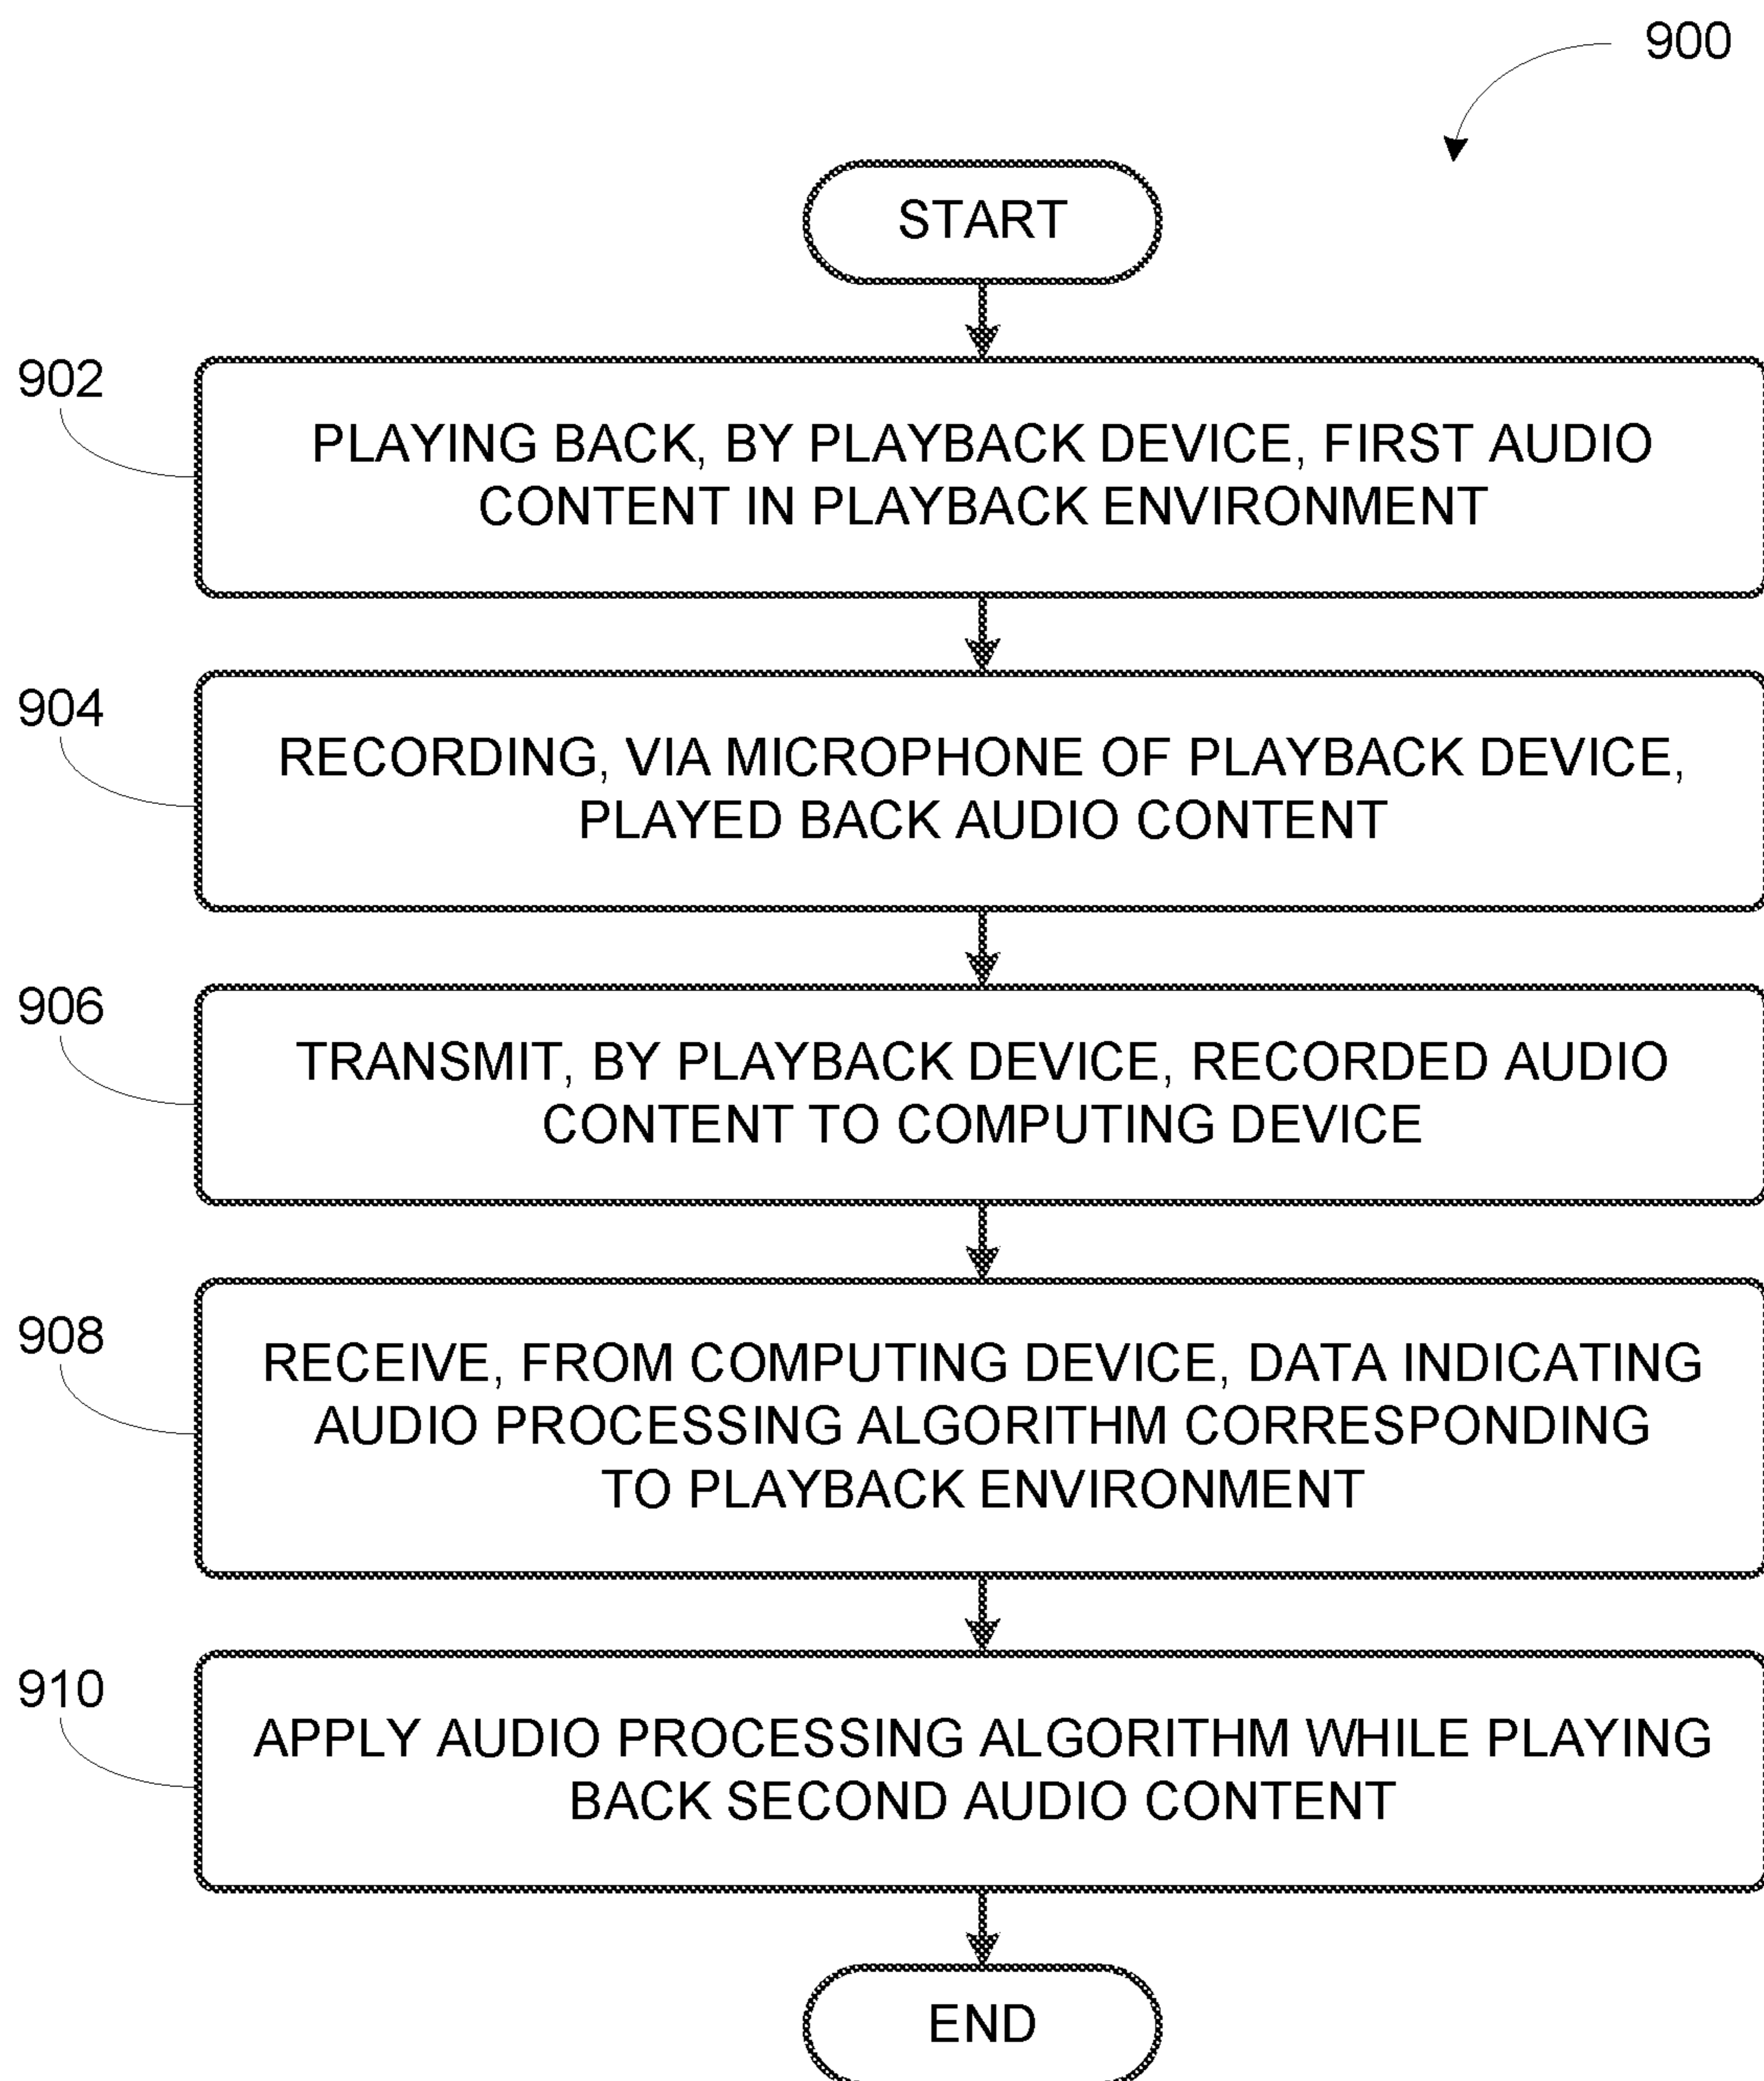 900
START
902
PLAYING BACK, BY PLAYBACK DEVICE, FIRST AUDIO
CONTENT IN PLAYBACK ENVIRONMENT
904
RECORDING, VIA MICROPHONE OF PLAYBACK DEVICE,
PLAYED BACK AUDIO CONTENT
906
TRANSMIT, BY PLAYBACK DEVICE, RECORDED AUDIO
CONTENT TO COMPUTING DEVICE
908
RECEIVE, FROM COMPUTING DEVICE, DATA INDICATING
AUDIO PROCESSING ALGORITHM CORRESPONDING
TO PLAYBACK ENVIRONMENT
910
APPLY AUDIO PROCESSING ALGORITHM WHILE PLAYING
BACK SECOND AUDIO CONTENT
END